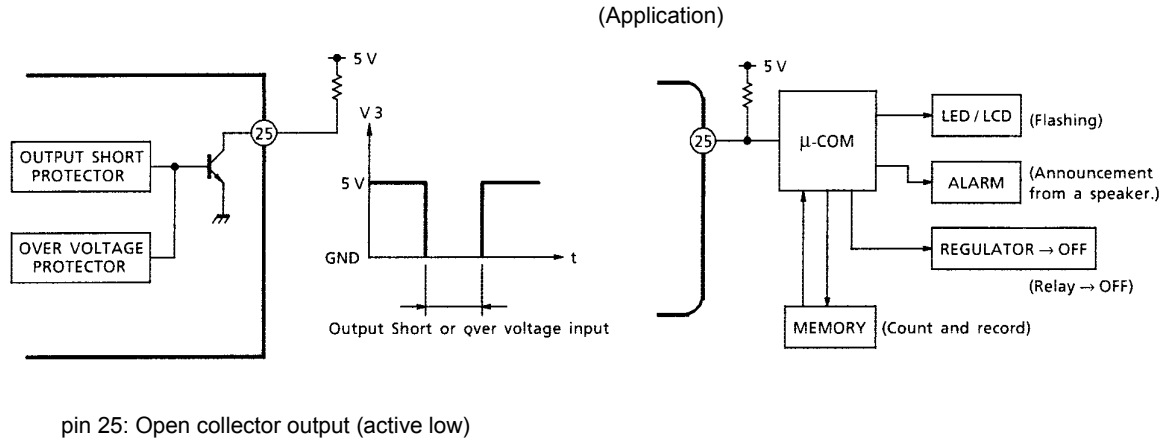 (Application)
5 V
25
OUTPUT SHORT
PROTECTOR
OVER VOLTAGE
PROTECTOR
V 3
5 V
GND
t
Output Short or over voltage input
5 V
25
μ-COM
LED / LCD
(Flashing)
ALARM
(Announcement
from a speaker.)
REGULATOR → OFF
(Relay → OFF)
MEMORY
(Count and record)
pin 25: Open collector output (active low)